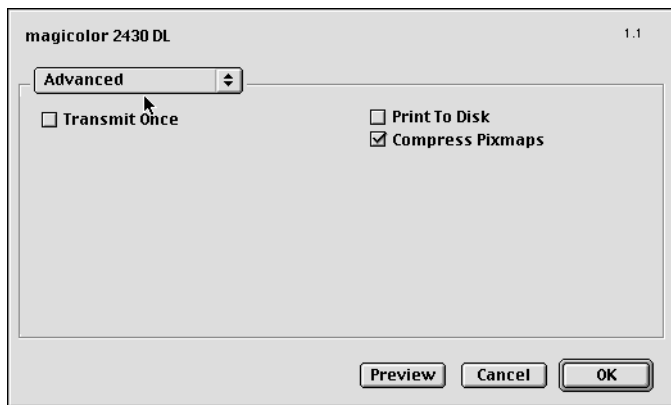 magicolor 2430 DL
1.1
Advanced
Transmit Once
Print To Disk
Compress Pixmaps
Preview
Cancel
OK